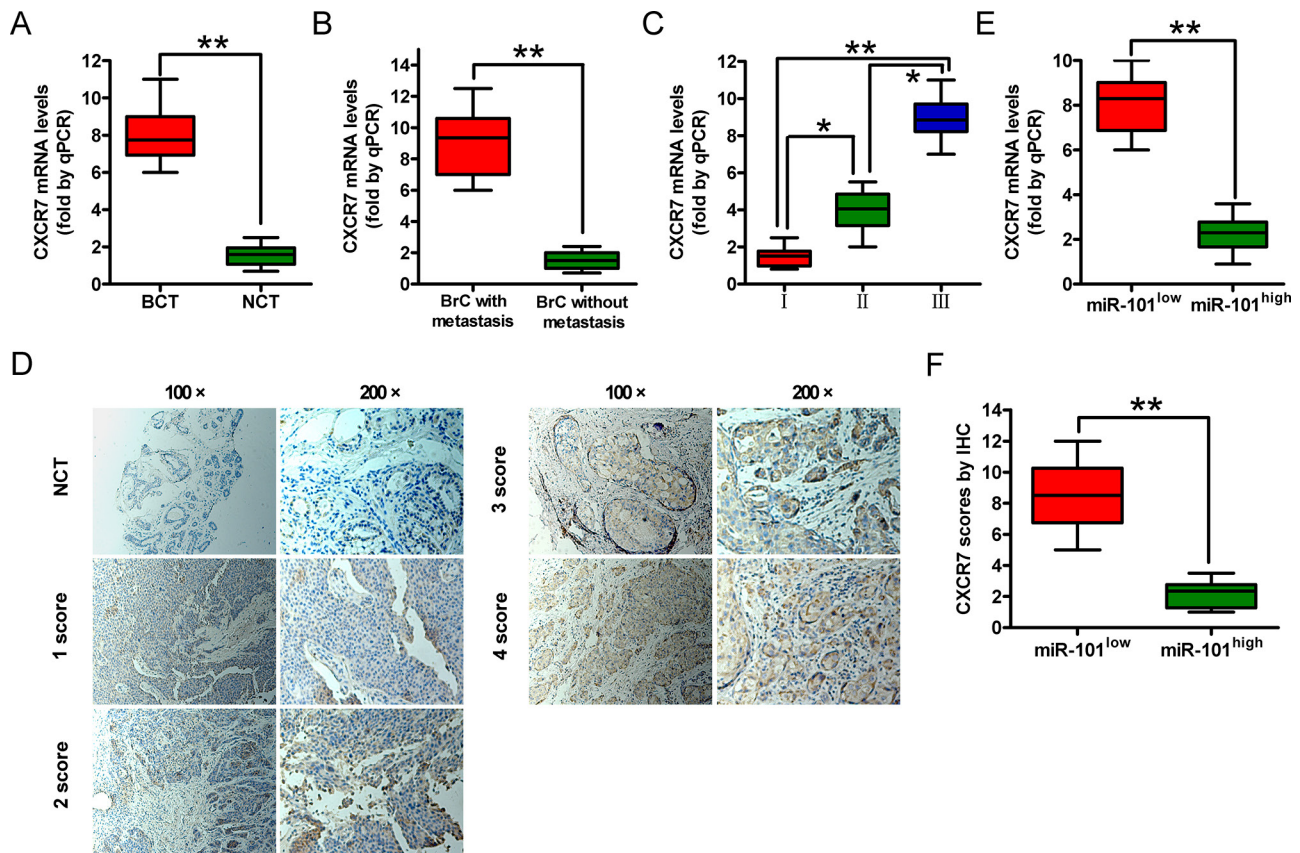 A
CXCR7 mRNA levels
(fold by qPCR)
12
10
8
6
4
2
0
**
BCT
NCT
B
CXCR7 mRNA levels
(fold by qPCR)
14
12
10
8
6
4
2
0
**
BrC with
metastasis
BrC without
metastasis
C
CXCR7 mRNA levels
(fold by qPCR)
12
10
8
6
4
2
0
**
*
*
I
II
III
E
CXCR7 mRNA levels
(fold by qPCR)
10
8
6
4
2
0
**
miR-101low
miR-101high
D
100 ×
200 ×
NCT
1 score
2 score
100 ×
200 ×
3 score
4 score
F
CXCR7 scores by IHC
14
12
10
8
6
4
2
0
**
miR-101low
miR-101high